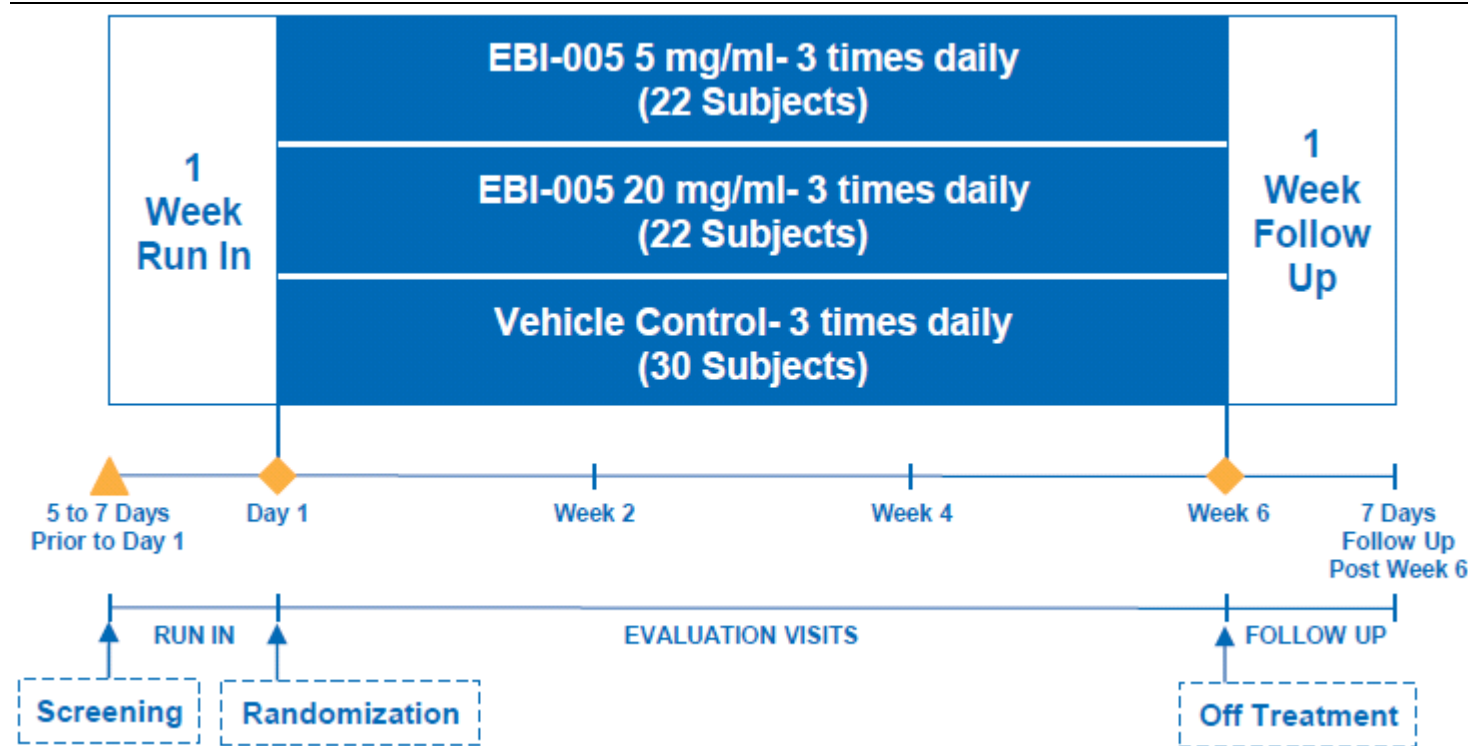 EBI-005 5 mg/ml- 3 times daily
(22 Subjects)
1
Week
Run In
EBI-005 20 mg/ml- 3 times daily
(22 Subjects)
1
Week
Follow
Up
Vehicle Control- 3 times daily
(30 Subjects)
5 to 7 Days
Prior to Day 1
Day 1
Week 2
Week 4
Week 6
7 Days
Follow Up
Post Week 6
RUN IN
EVALUATION VISITS
FOLLOW UP
Screening
Randomization
Off Treatment